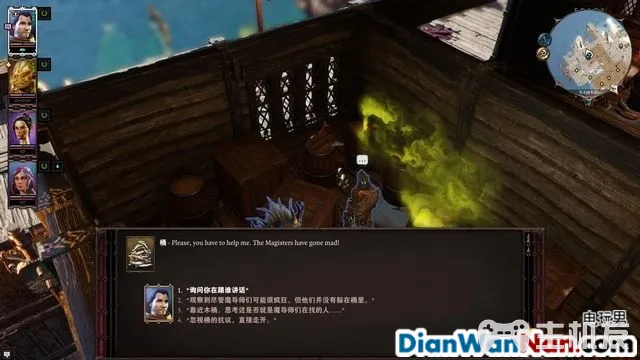 桶 - Please, you have to help me. The Magisters have gone mad!
1. *询问你在跟谁讲话*
2. *观察到尽管魔导师们可能很疯狂，但他们并没有躲在桶里。*
3. *靠近木桶。思考这是否就是魔导师们关在的人……*
4. *忽视桶的抗议，直接走开。*
电玩男
DianWanNan.com